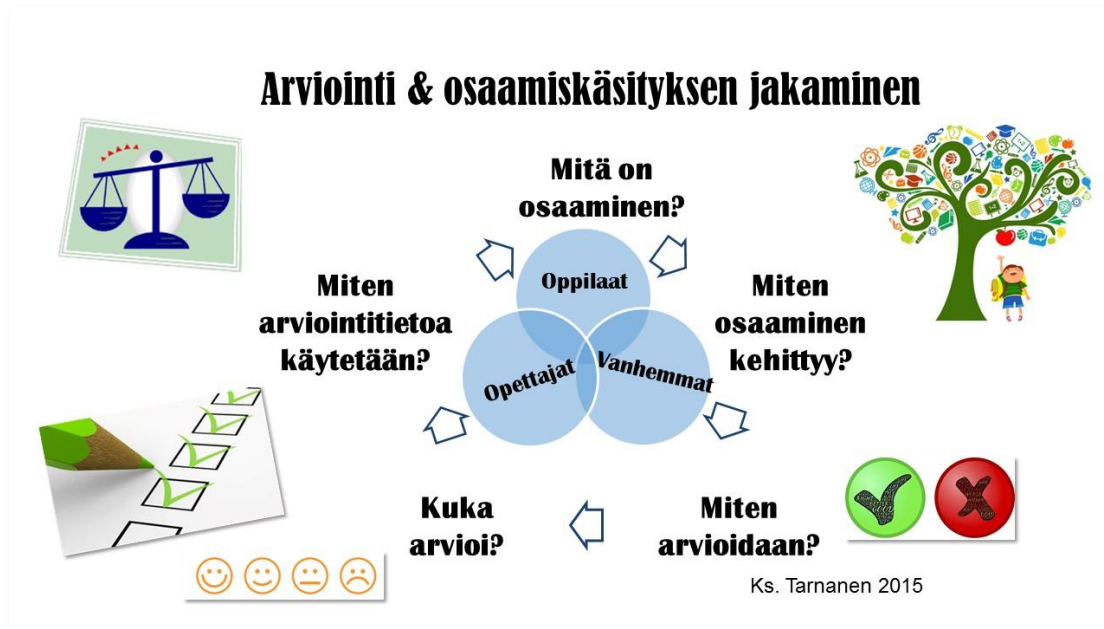 Arviointi & osaamiskäsityksen jakaminen
Mitä on
osaaminen?
Oppilaat
Miten
arviointitietoa
käytetään?
Miten
osaaminen
kehittyy?
Opettajat
Vanhemmat
Kuka
arvioi?
Miten
arvioidaan?
Ks. Tarnanen 2015